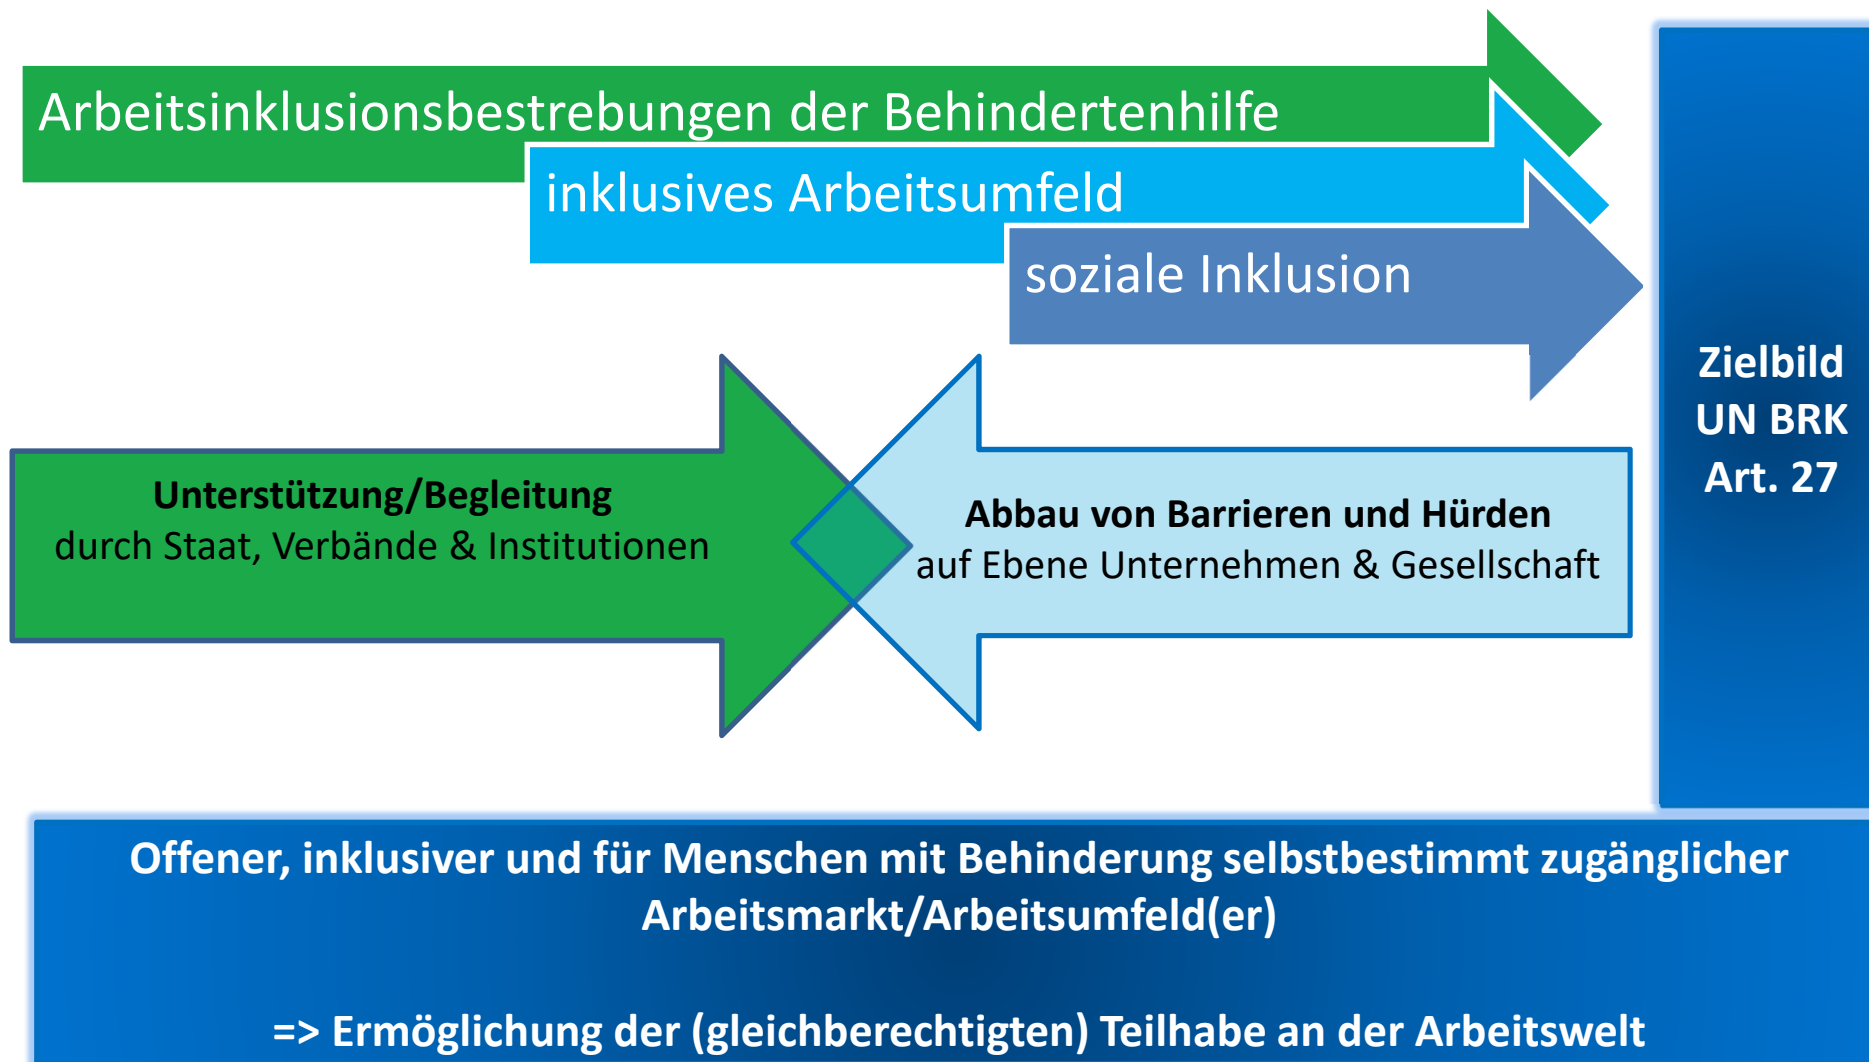 Arbeitsinklusionsbestrebungen der Behindertenhilfe
inklusives Arbeitsumfeld
soziale Inklusion
Zielbild
UN BRK
Art. 27
Unterstützung/Begleitung
durch Staat, Verbände & Institutionen
Abbau von Barrieren und Hürden
auf Ebene Unternehmen & Gesellschaft
Offener, inklusiver und für Menschen mit Behinderung selbstbestimmt zugänglicher
Arbeitsmarkt/Arbeitsumfeld(er)
=> Ermöglichung der (gleichberechtigten) Teilhabe an der Arbeitswelt